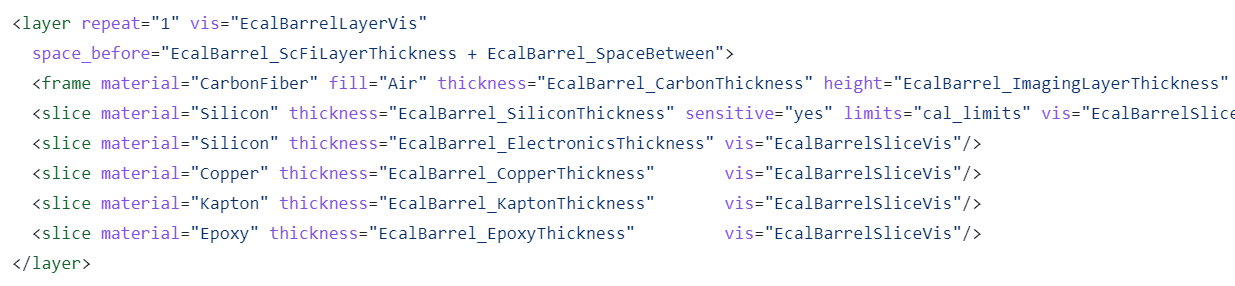 <layer repeat="1" vis="EcalBarrelLayerVis"
space_before="EcalBarrel_ScFiLayerThickness + EcalBarrel_SpaceBetween">
<frame material="CarbonFiber" fill="Air" thickness="EcalBarrel_CarbonThickness" height="EcalBarrel_ImagingLayerThickness"
<slice material="Silicon" thickness="EcalBarrel_SiliconThickness" sensitive="yes" limits="cal_limits" vis="EcalBarrelSlice
<slice material="Silicon" thickness="EcalBarrel_ElectronicsThickness" vis="EcalBarrelSliceVis"/>
<slice material="Copper" thickness="EcalBarrel_CopperThickness" vis="EcalBarrelSliceVis"/>
<slice material="Kapton" thickness="EcalBarrel_KaptonThickness" vis="EcalBarrelSliceVis"/>
<slice material="Epoxy" thickness="EcalBarrel_EpoxyThickness" vis="EcalBarrelSliceVis"/>
</layer>